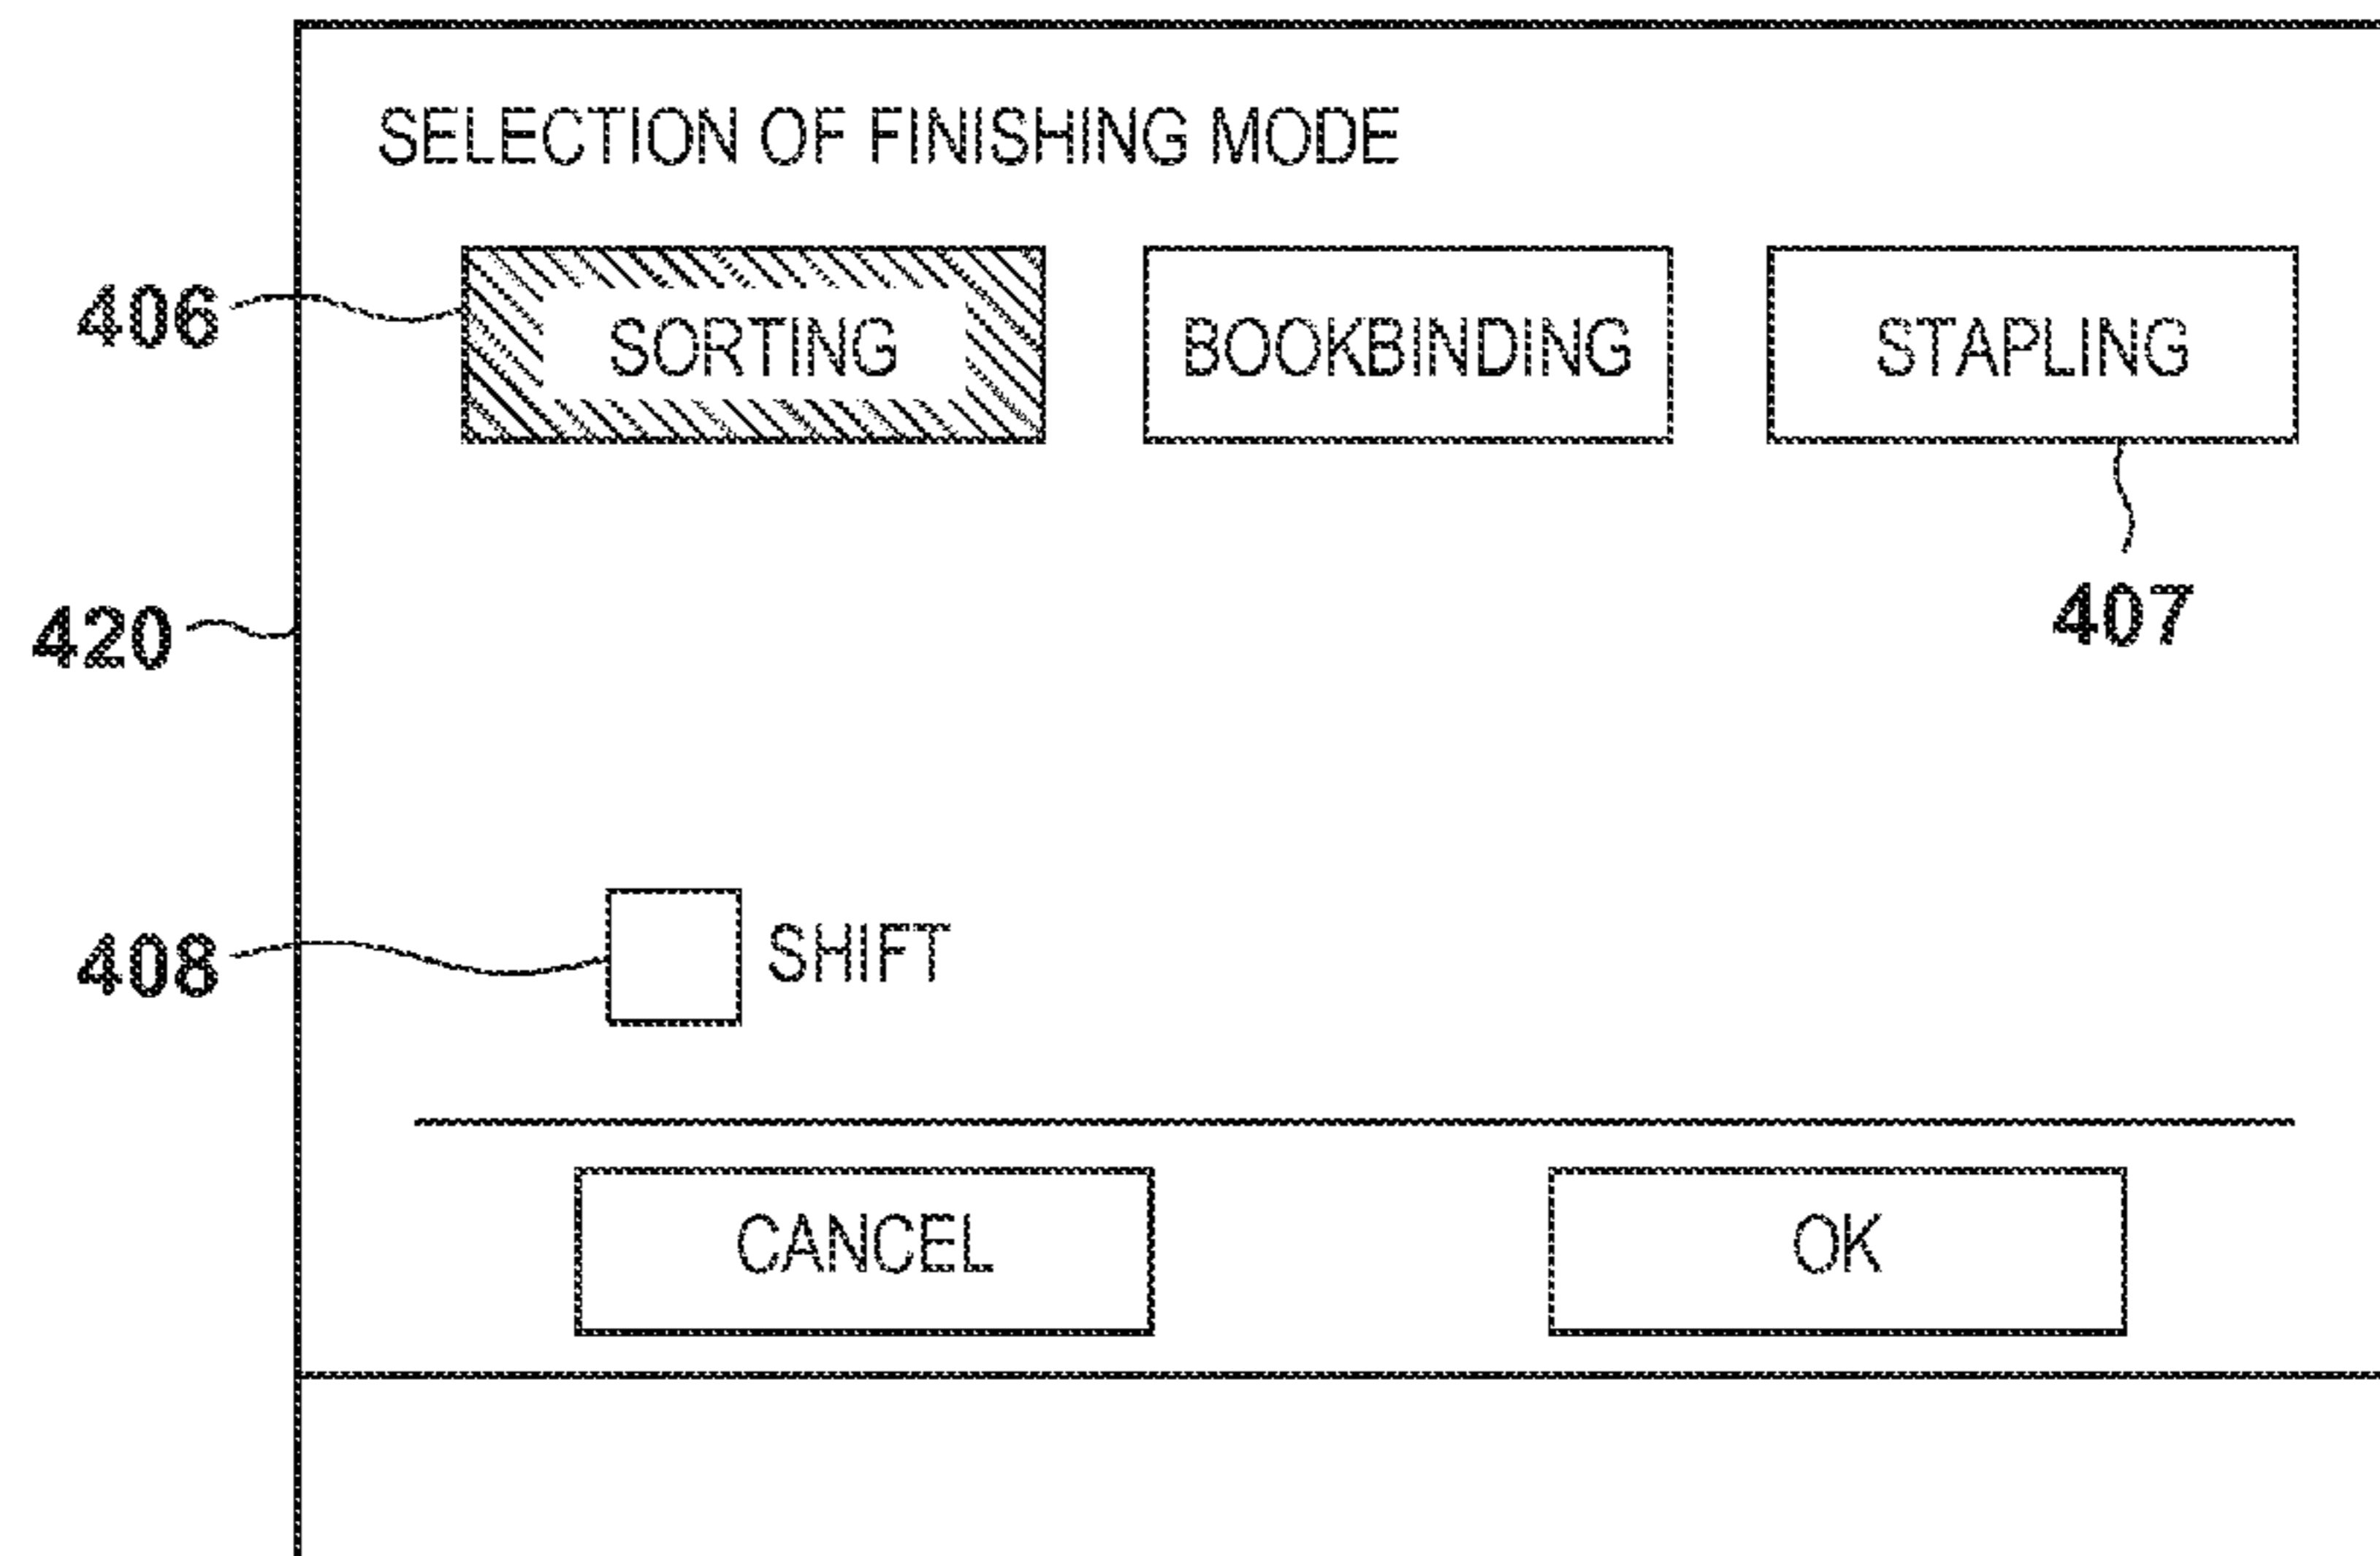 SELECTION OF FINISHING MODE
406
SORTING
BOOKBINDING
STAPLING
420
407
408
SHIFT
CANCEL
OK